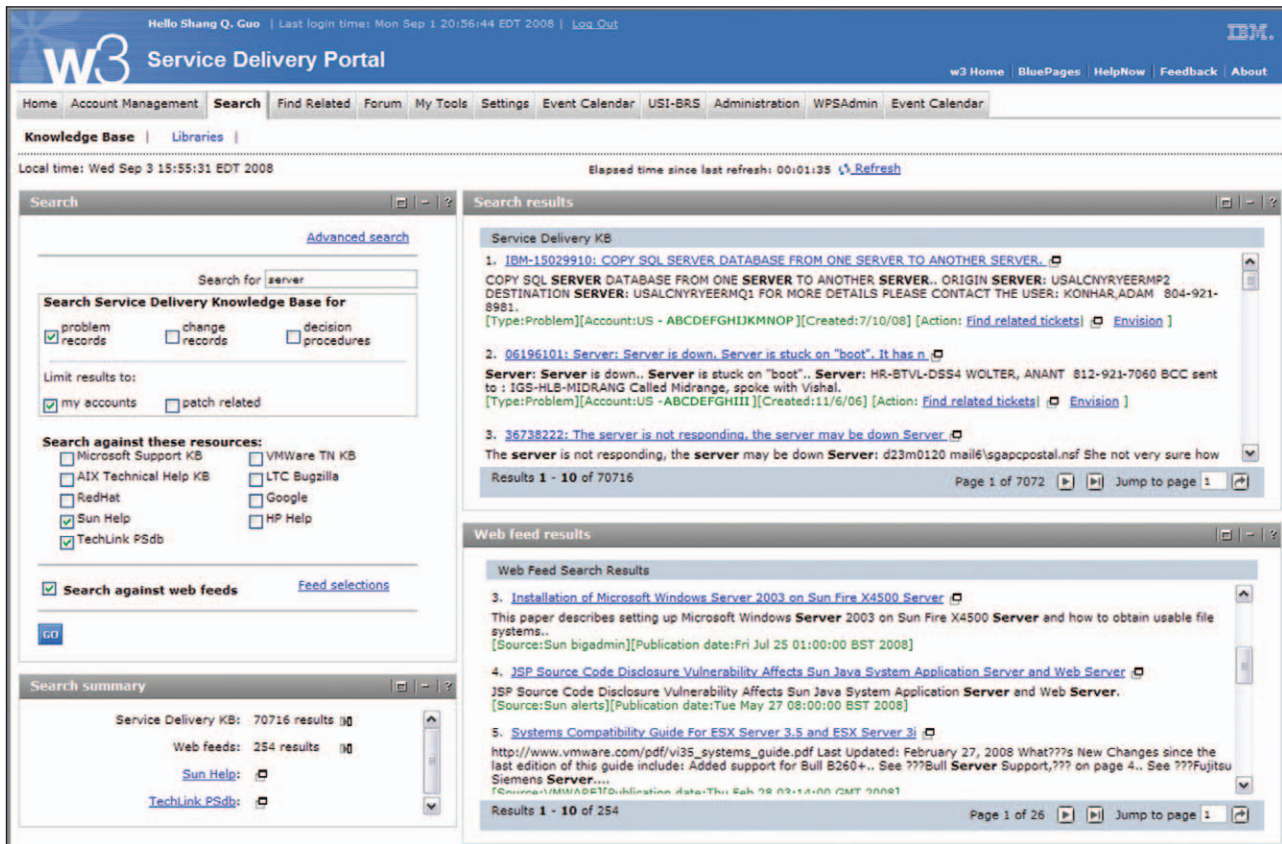 Hello Shang Q. Guo | Last login time: Mon Sep 1 20:56:44 EDT 2008 | Log Out
IBM.
w3 Service Delivery Portal
w3 Home BluePages HelpNow Feedback About
Home Account Management Search Find Related Forum My Tools Settings Event Calendar USI-BRS Administration WPSAdmin Event Calendar
Knowledge Base | Libraries |
Local time: Wed Sep 3 15:55:31 EDT 2008
Elapsed time since last refresh: 00:01:35 Refresh
Search
Advanced search
Search for server
Search Service Delivery Knowledge Base for
problem records
change records
decision procedures
Limit results to:
my accounts patch related
Search against these resources:
Microsoft Support KB VMWare TN KB
AIX Technical Help KB LTC Bugzilla
RedHat Google
Sun Help HP Help
TechLink PSdb
Search against web feeds Feed selections
GO
Search summary
Service Delivery KB: 70716 results
Web feeds: 254 results
Sun Help:
TechLink PSdb:
Search results
Service Delivery KB
1. IBM-15029910: COPY SQL SERVER DATABASE FROM ONE SERVER TO ANOTHER SERVER.
COPY SQL SERVER DATABASE FROM ONE SERVER TO ANOTHER SERVER.. ORIGIN SERVER: USALCNYRYEERMP2
DESTINATION SERVER: USALCNYRYEERMQ1 FOR MORE DETAILS PLEASE CONTACT THE USER: KONHAR,ADAM 804-921-
8981.
[Type:Problem][Account:US - ABCDEFGHIJKMNOP][Created:7/10/08] [Action: Find related tickets| Envision ]
2. 06196101: Server: Server is down. Server is stuck on "boot". It has n
Server: Server is down.. Server is stuck on "boot".. Server: HR-BTVL-DSS4 WOLTER, ANANT 812-921-7060 BCC sent
to : IGS-HLB-MIDRANG Called Midrange, spoke with Vishal.
[Type:Problem][Account:US -ABCDEFGHIII][Created:11/6/06] [Action: Find related tickets| Envision ]
3. 36738222: The server is not responding, the server may be down Server
The server is not responding, the server may be down Server: d23m0120 mail6\sgapcpostal.nsf She not very sure how
Results 1 - 10 of 70716
Page 1 of 7072 Jump to page 1
Web feed results
Web Feed Search Results
3. Installation of Microsoft Windows Server 2003 on Sun Fire X4500 Server
This paper describes setting up Microsoft Windows Server 2003 on Sun Fire X4500 Server and how to obtain usable file
systems..
[Source:Sun bigadmin][Publication date:Fri Jul 25 01:00:00 BST 2008]
4. JSP Source Code Disclosure Vulnerability Affects Sun Java System Application Server and Web Server
JSP Source Code Disclosure Vulnerability Affects Sun Java System Application Server and Web Server.
[Source:Sun alerts][Publication date:Tue May 27 08:00:00 BST 2008]
5. Systems Compatibility Guide For ESX Server 3.5 and ESX Server 3i
http://www.vmware.com/pdf/vi35_systems_guide.pdf Last Updated: February 27, 2008 What???s New Changes since the
last edition of this guide include: Added support for Bull B260+.. See ???Bull Server Support,??? on page 4.. See ???Fujitsu
Siemens Server....
[Source:VMWARE][Publication date:Thu Feb 28 03:14:00 GMT 2008]
Results 1 - 10 of 254
Page 1 of 26 Jump to page 1